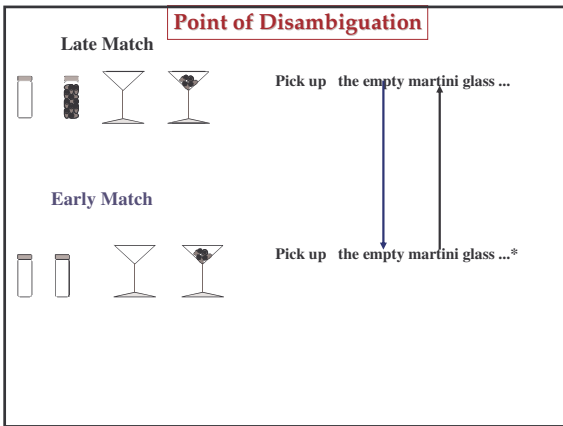 Point of Disambiguation
Late Match
Pick up the empty martini glass ...
Early Match
Pick up the empty martini glass ...*